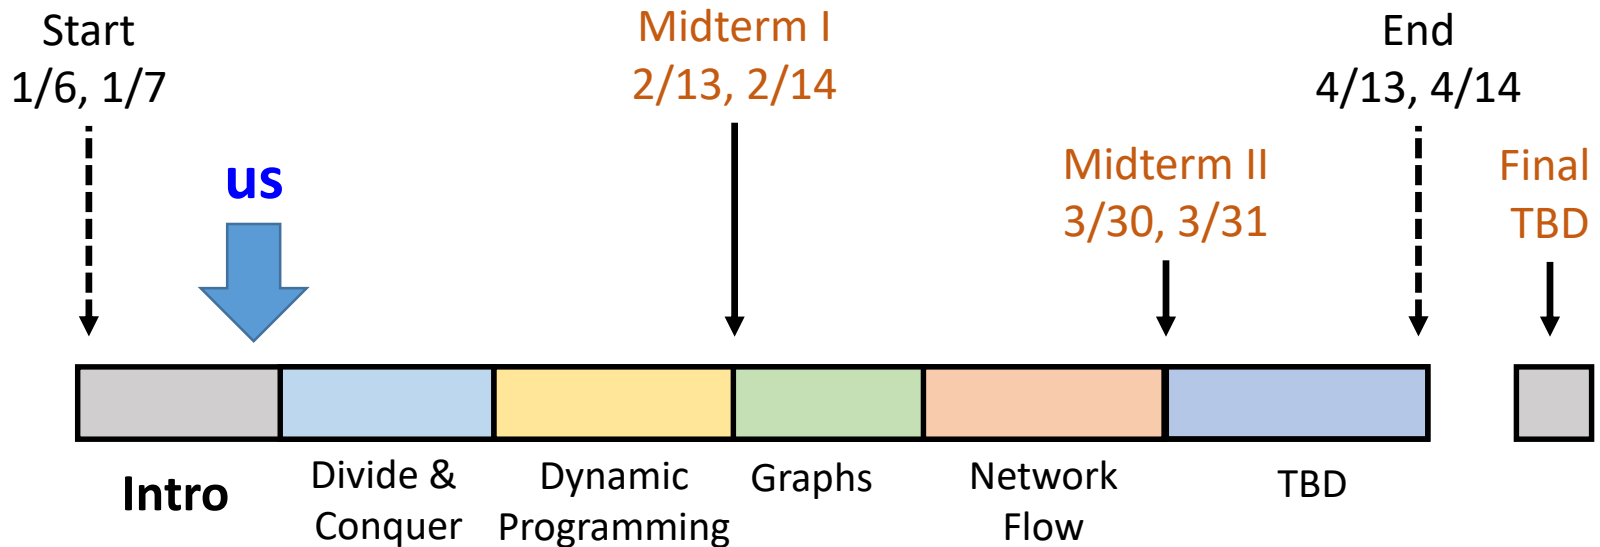 Start
1/6, 1/7
us
Midterm I
2/13, 2/14
Midterm II
3/30, 3/31
End
4/13, 4/14
Final
TBD
Intro
Divide &
Conquer
Dynamic
Programming
Graphs
Network
Flow
TBD